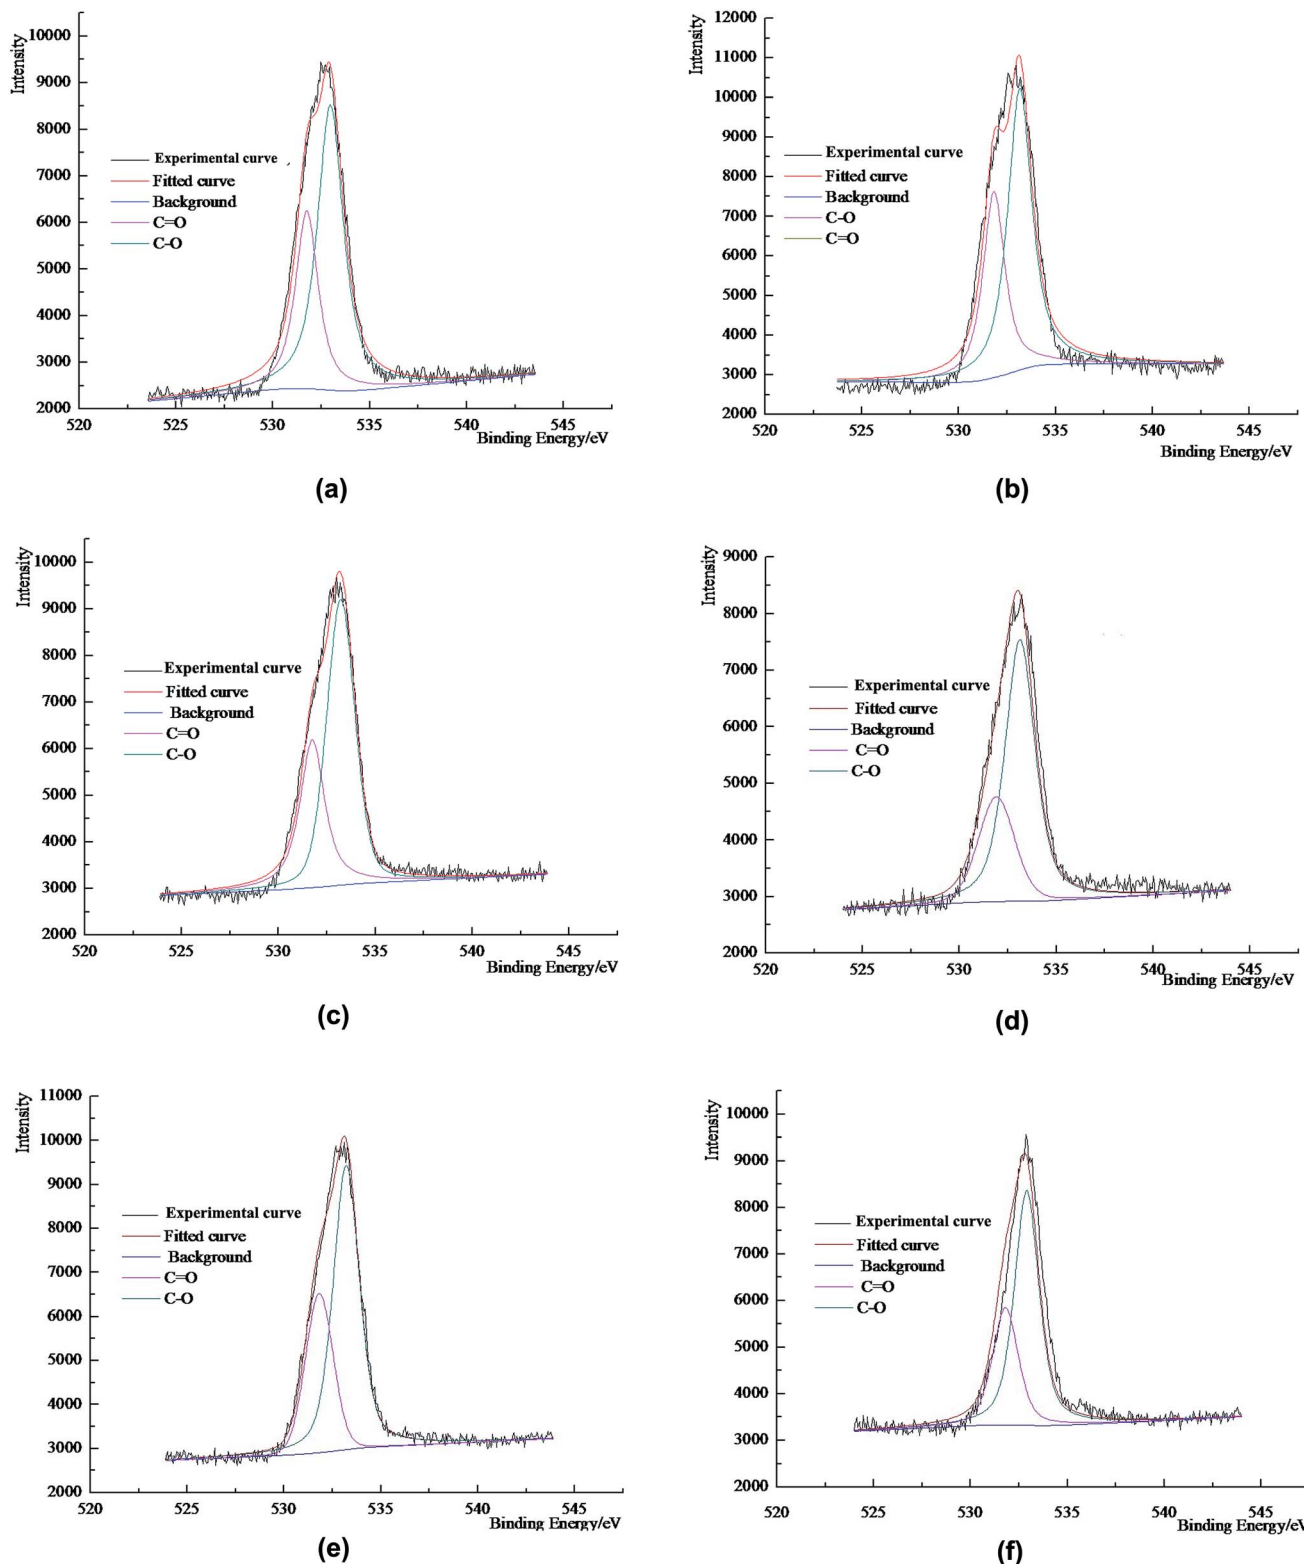 Intensity
10000
9000
8000
7000
6000
5000
4000
3000
2000
Experimental curve
Fitted curve
Background
C=O
C-O
520
525
530
535
540
545
Binding Energy/eV
(a)
Intensity
12000
11000
10000
9000
8000
7000
6000
5000
4000
3000
2000
Experimental curve
Fitted curve
Background
C-O
C=O
520
525
530
535
540
545
Binding Energy/eV
(b)
Intensity
10000
9000
8000
7000
6000
5000
4000
3000
2000
Experimental curve
Fitted curve
Background
C=O
C-O
520
525
530
535
540
545
Binding Energy/eV
(c)
Intensity
9000
8000
7000
6000
5000
4000
3000
2000
Experimental curve
Fitted curve
Background
C=O
C-O
520
525
530
535
540
545
Binding Energy/eV
(d)
Intensity
11000
10000
9000
8000
7000
6000
5000
4000
3000
2000
Experimental curve
Fitted curve
Background
C=O
C-O
520
525
530
535
540
545
Binding Energy/eV
(e)
Intensity
10000
9000
8000
7000
6000
5000
4000
3000
2000
Experimental curve
Fitted curve
Background
C=O
C-O
520
525
530
535
540
545
Binding Energy/eV
(f)